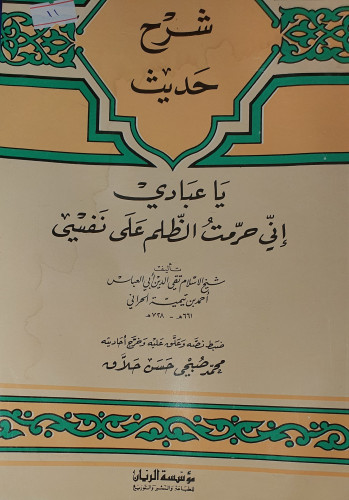 ١١
شرح
حديث
يا عبادي
إني حرمت الظلم على نفسي
تأليف
شيخ الإسلام تقي الدين أبي العباس
أحمد بن تيمية الحراني
٦٦١هـ - ٧٢٨هـ
ضبط نصه وعلق عليه وخرج أحاديثه
محمد صبحي حسن حلاق
مؤسسة الريان
للطباعة والنشر والتوزيع